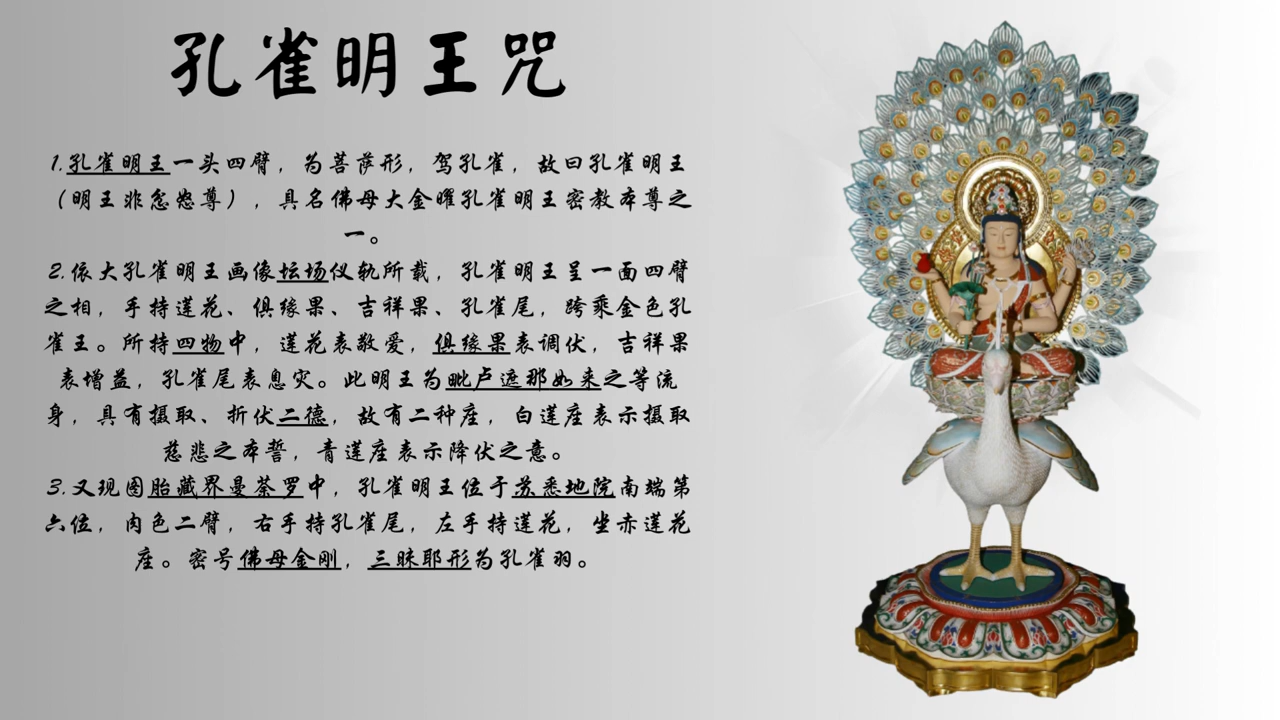 孔雀明王咒
1.孔雀明王一头四臂，为菩萨形，驾孔雀，故曰孔雀明王
（明王非忿怒尊），具名佛母大金曜孔雀明王密教本尊之
一。
2.依大孔雀明王画像坛场仪轨所载，孔雀明王呈一面四臂
之相，手持莲花、俱缘果、吉祥果、孔雀尾，跨乘金色孔
雀王。所持四物中，莲花表敬爱，俱缘果表调伏，吉祥果
表增益，孔雀尾表息灾。此明王为毗卢遮那如来之等流
身，具有摄取、折伏二德，故有二种座，白莲座表示摄取
慈悲之本誓，青莲座表示降伏之意。
3.又现图胎藏界曼荼罗中，孔雀明王位于苏悉地院南端第
六位，肉色二臂，右手持孔雀尾，左手持莲花，坐赤莲花
座。密号佛母金刚，三昧耶形为孔雀羽。